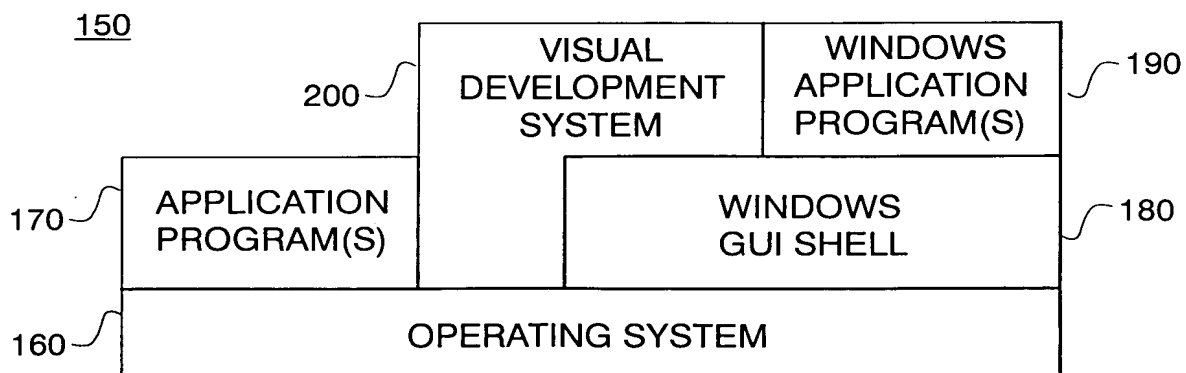 150
200
VISUAL
DEVELOPMENT
SYSTEM
WINDOWS
APPLICATION
PROGRAM(S)
190
170
APPLICATION
PROGRAM(S)
WINDOWS
GUI SHELL
180
160
OPERATING SYSTEM